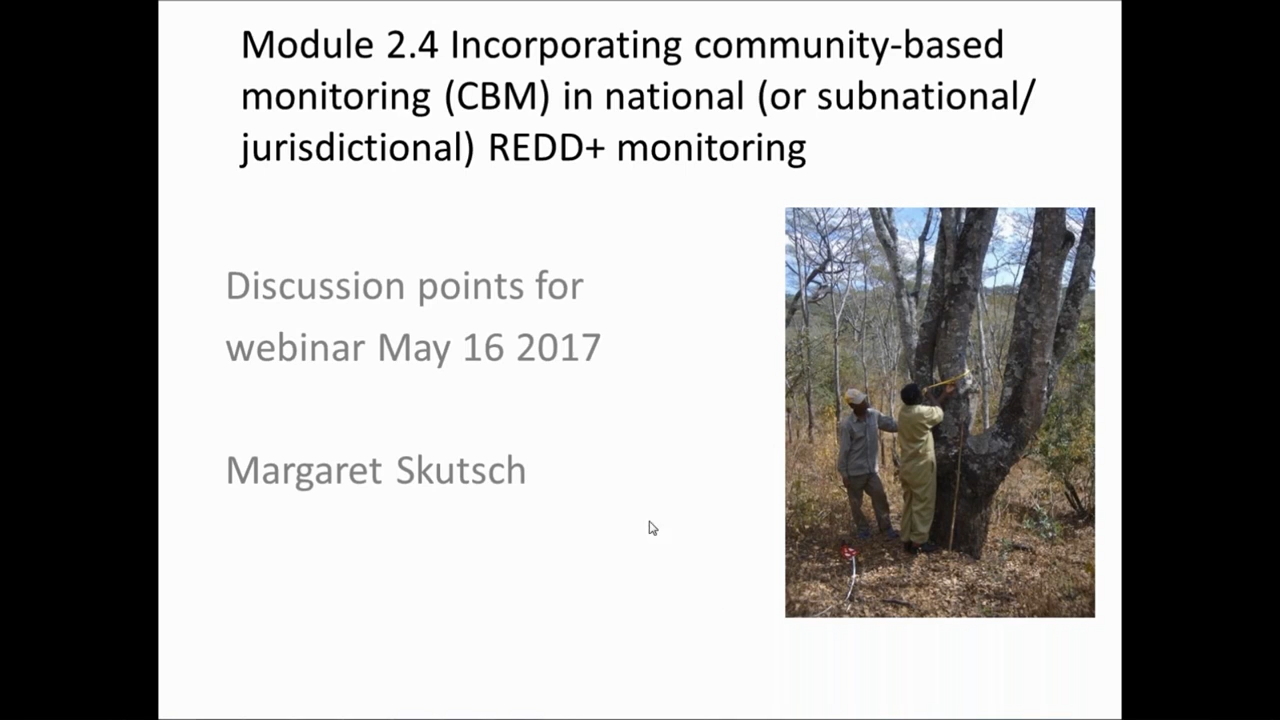 Module 2.4 Incorporating community-based
monitoring (CBM) in national (or subnational/
jurisdictional) REDD+ monitoring
Discussion points for
webinar May 16 2017
Margaret Skutsch